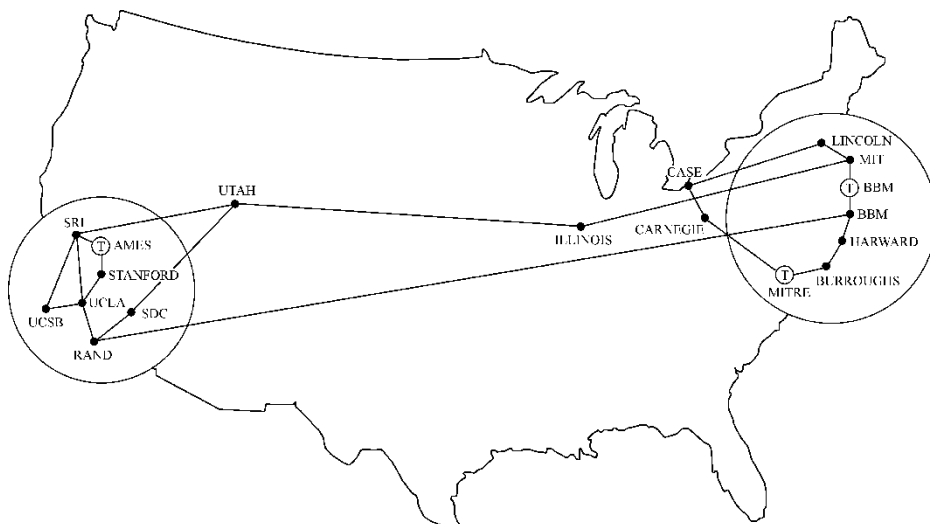 LINCOLN
MIT
CASE
T BBM
UTAH
BBM
SRI
CARNEGIE
ILLINOIS
T AMES
HARWARD
STANFORD
T
BURROUGHS
MITRE
UCLA
SDC
UCSB
RAND